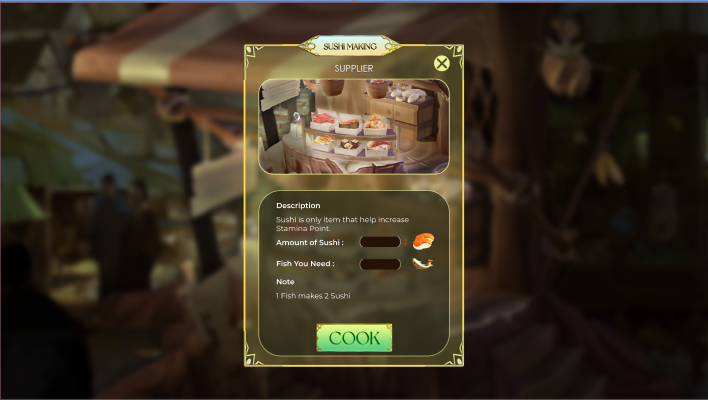 SUSHI MAKING
SUPPLIER
Description
Sushi is only item that help increase
Stamina Point.
Amount of Sushi :
Fish You Need :
Note
1 Fish makes 2 Sushi
COOK